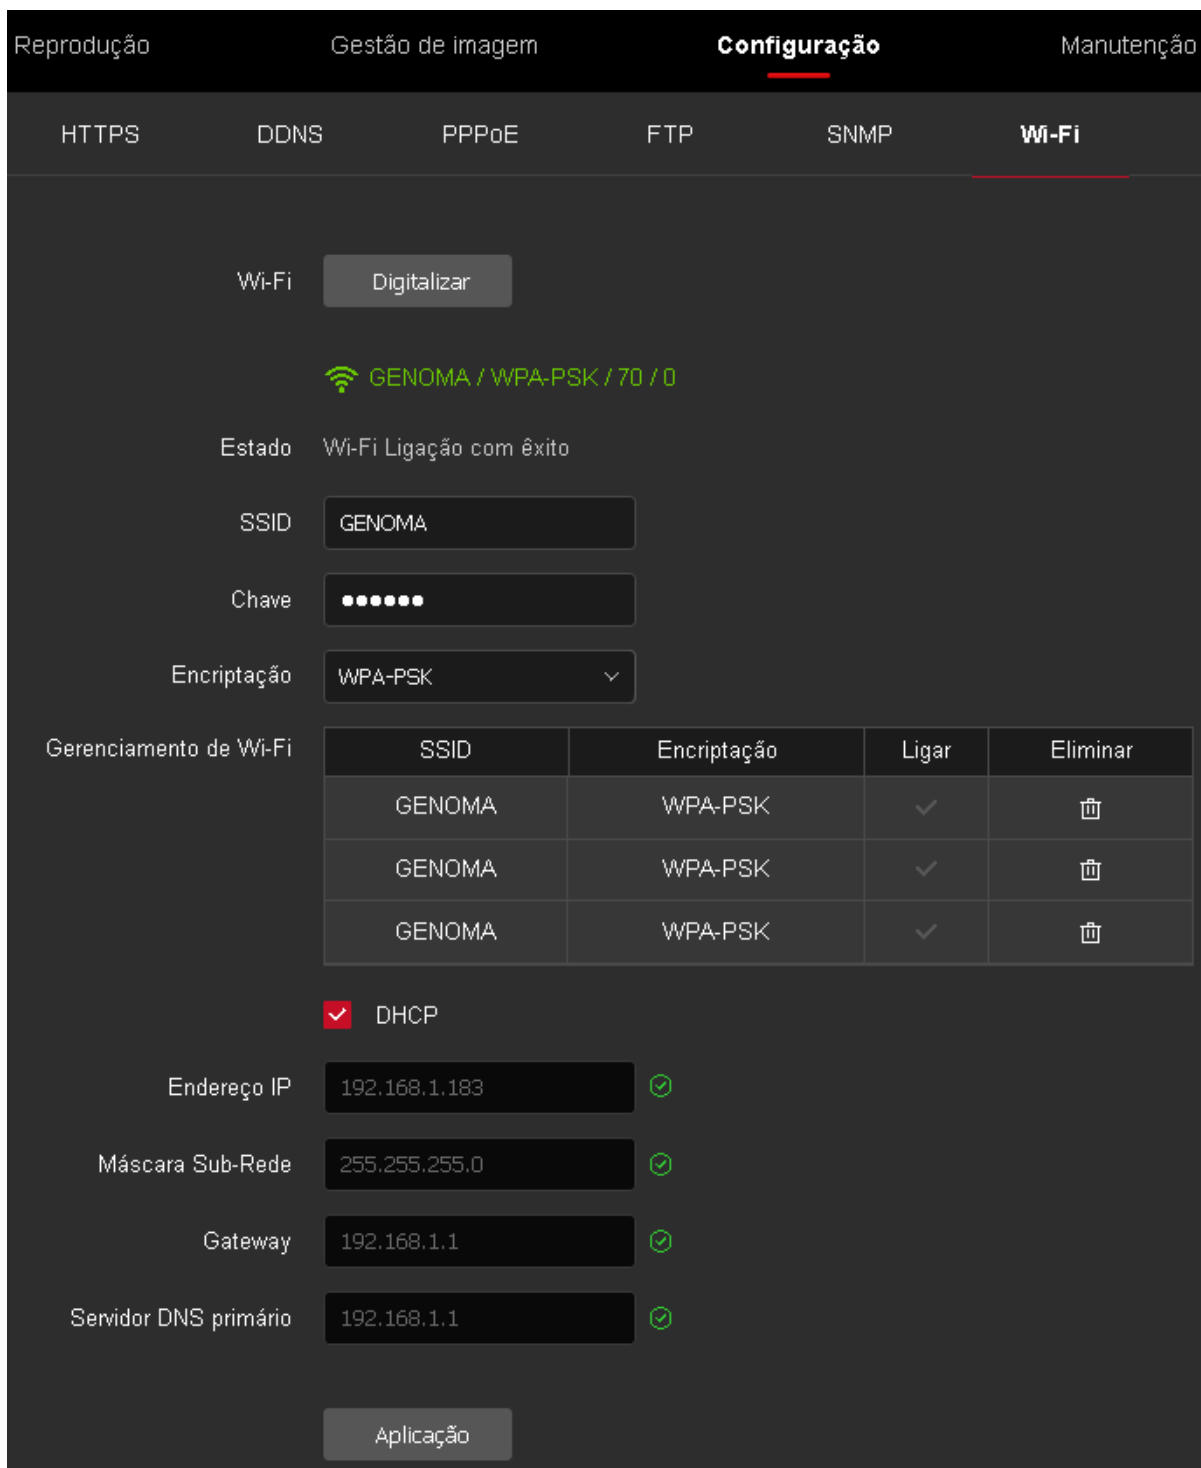 Reprodução Gestão de imagem Configuração Manutenção
HTTPS DDNS PPPoE FTP SNMP Wi-Fi
Wi-Fi Digitalizar
GENOMA / WPA-PSK / 70 / 0
Estado Wi-Fi Ligação com êxito
SSID GENOMA
Chave ●●●●●●
Encriptação WPA-PSK
Gerenciamento de Wi-Fi SSID Encriptação Ligar Eliminar
GENOMA WPA-PSK
GENOMA WPA-PSK
GENOMA WPA-PSK
DHCP
Endereço IP 192.168.1.183
Máscara Sub-Rede 255.255.255.0
Gateway 192.168.1.1
Servidor DNS primário 192.168.1.1
Aplicação